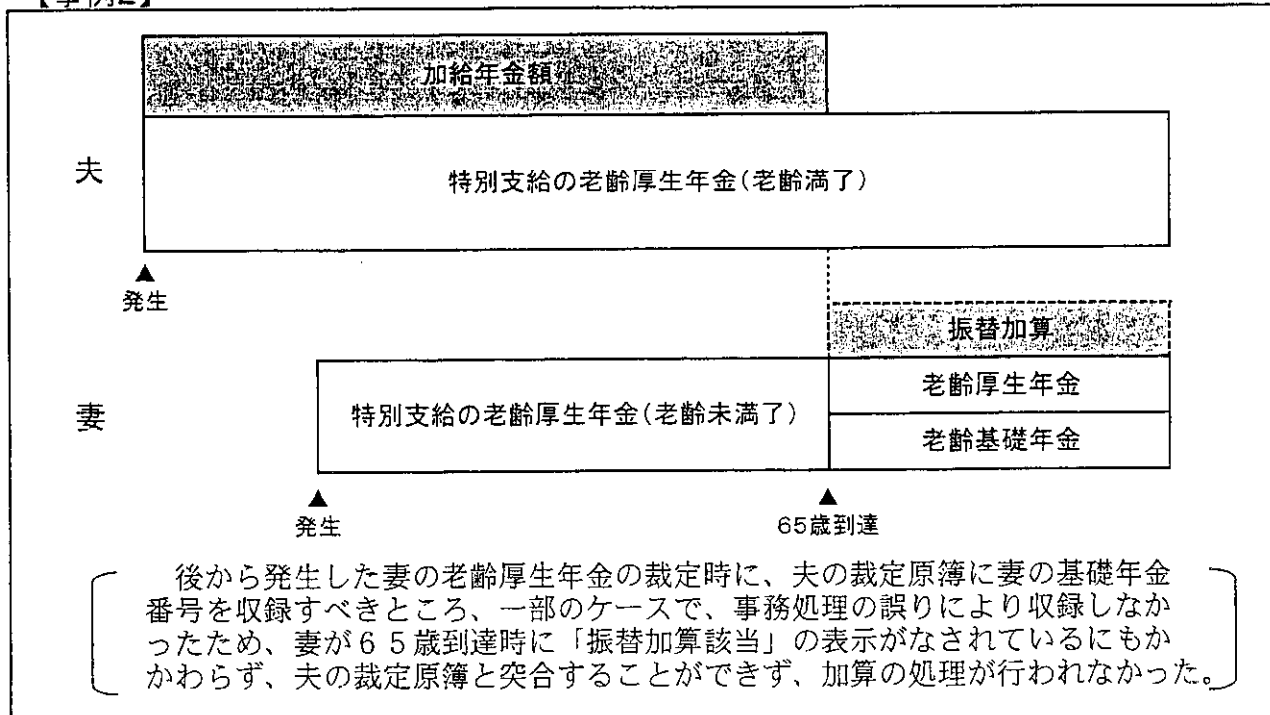 【事例2】
加給年金額
夫
特別支給の老齢厚生年金(老齢満了)
▲
発生
振替加算
妻
特別支給の老齢厚生年金(老齢未満了)
老齢厚生年金
老齢基礎年金
▲
発生
▲
65歳到達
後から発生した妻の老齢厚生年金の裁定時に、夫の裁定原簿に妻の基礎年金
番号を収録すべきところ、一部のケースで、事務処理の誤りにより収録しなか
ったため、妻が65歳到達時に「振替加算該当」の表示がなされているにもか
かわらず、夫の裁定原簿と突合することができず、加算の処理が行われなかった。